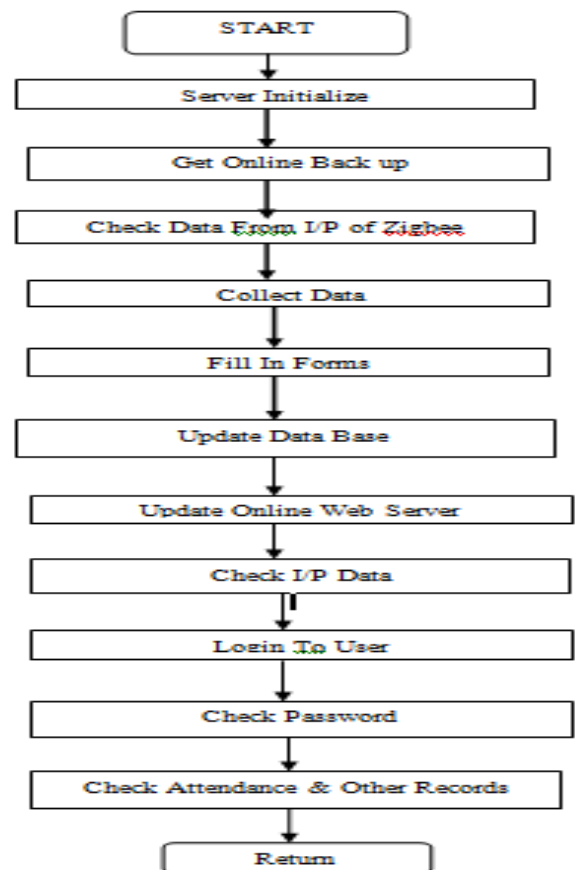 START
Server Initialize
Get Online Back up
Check Data From I/P of Zigbee
Collect Data
Fill In Forms
Update Data Base
Update Online Web Server
Check I/P Data
Login To User
Check Password
Check Attendance & Other Records
Return